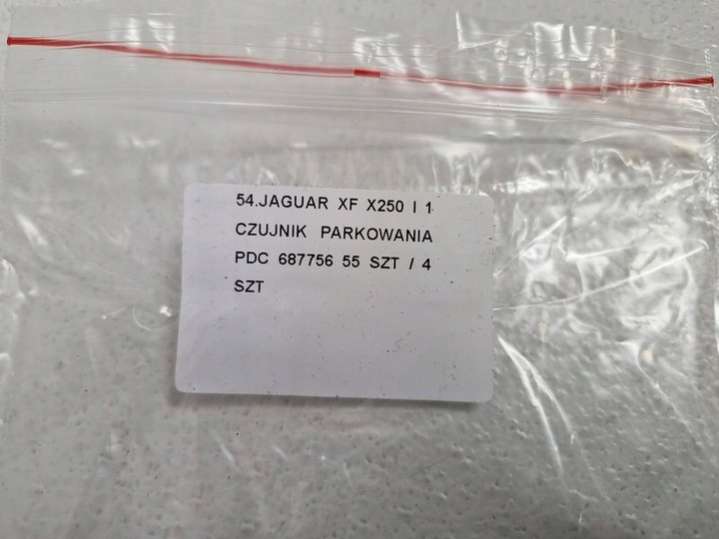 54.JAGUAR XF X250 I 1
CZUJNIK PARKOWANIA
PDC 687756 55 SZT / 4
SZT